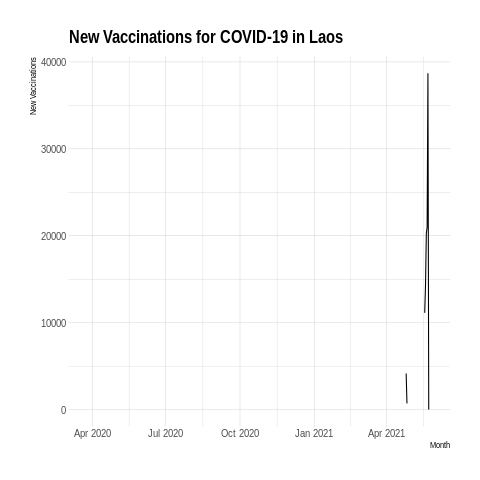 New Vaccinations for COVID-19 in Laos
New Vaccinations
40000
30000
20000
10000
0
Apr 2020 Jul 2020 Oct 2020 Jan 2021 Apr 2021
Month